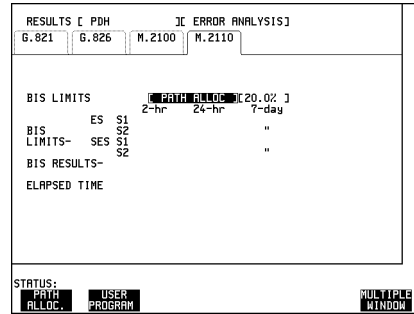 RESULTS [ PDH ][ ERROR ANALYSIS]
G.821 G.826 M.2100 M.2110
BIS LIMITS [ PATH ALLOC ][20.0% ]
2-hr 24-hr 7-day
ES S1
BIS S2 "
LIMITS- SES S1
S2 "
BIS RESULTS-
ELAPSED TIME
STATUS:
PATH ALLOC. USER PROGRAM MULTIPLE WINDOW